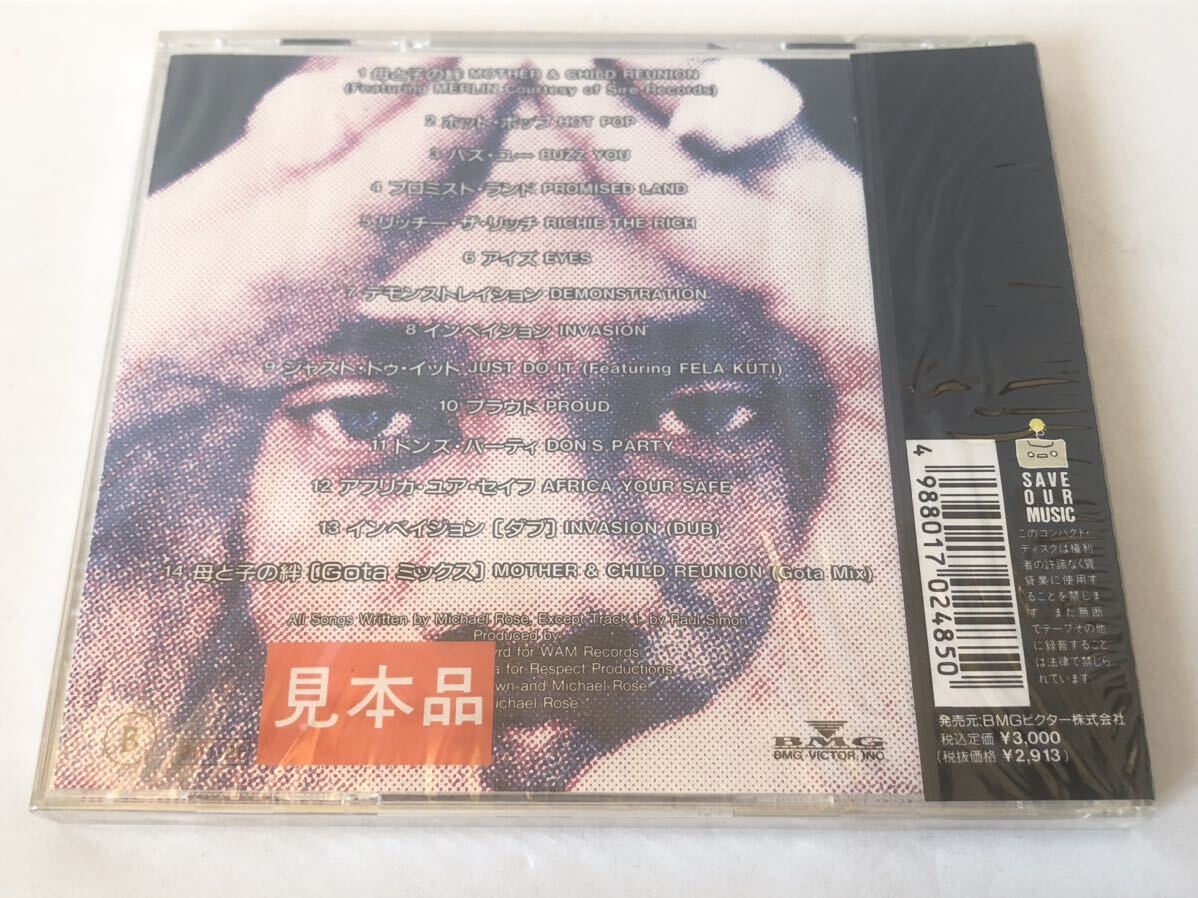 1 母と子の絆 MOTHER & CHILD REUNION
(Featuring MERLIN Courtesy of Sire Records)
2 ホット・ポップ HOT POP
3 バズ・ユー BUZZ YOU
4 プロミスト・ランド PROMISED LAND
5 リッチー・ザ・リッチ RICHIE THE RICH
6 アイズ EYES
7 デモンストレイション DEMONSTRATION
8 インベイジョン INVASION
9 ジャスト・ドゥ・イット JUST DO IT (Featuring FELA KUTI)
10 プラウド PROUD
11 ドンズ・パーティ DON'S PARTY
12 アフリカ・ユア・セイフ AFRICA YOUR SAFE
13 インベイジョン [ダブ] INVASION (DUB)
14 母と子の絆 [Gota ミックス] MOTHER & CHILD REUNION (Gota Mix)
All Songs Written by Michael Rose, Except Track 1 by Paul Simon
Produced by
for WAM Records
for Respect Productions
and Michael Rose
Rose
見本品
B
BMG
BMG VICTOR, INC.
4 988017 024850
SAVE
OUR
MUSIC
このコンパクト・
ディスクは権利
者の許諾なく賃
貸業に使用す
ることを禁じま
す また無断
でテープその他
に録音すること
は法律で禁じら
れています
発売元:BMGビクター株式会社
税込定価 ¥3,000
(税抜価格 ¥2,913)